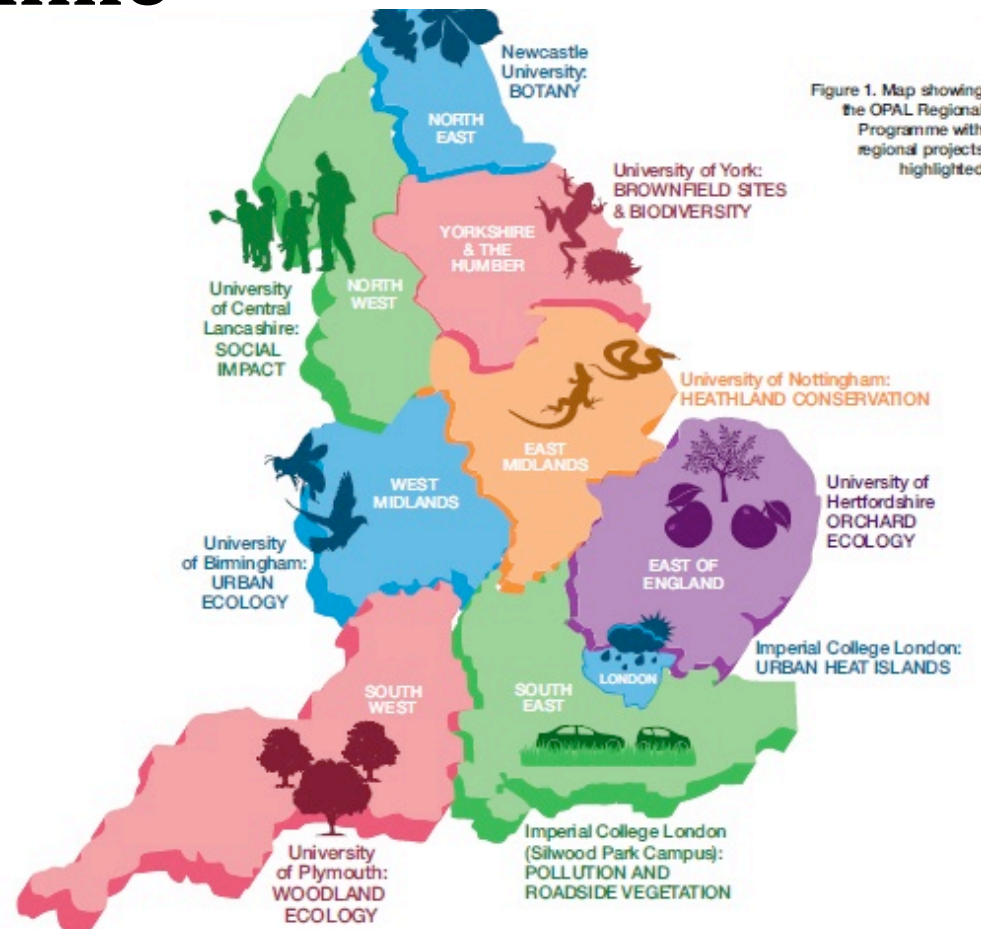 Newcastle
University:
BOTANY
Figure 1. Map showing
the OPAL Regional
Programme with
regional projects
highlighted
NORTH
EAST
University of York:
BROWNFIELD SITES
& BIODIVERSITY
YORKSHIRE
& THE
HUMBER
NORTH
WEST
University
of Central
Lancashire:
SOCIAL
IMPACT
University of Nottingham:
HEATHLAND CONSERVATION
EAST
MIDLANDS
WEST
MIDLANDS
University of
Hertfordshire
ORCHARD
ECOLOGY
University
of Birmingham:
URBAN
ECOLOGY
EAST OF
ENGLAND
Imperial College London:
URBAN HEAT ISLANDS
LONDON
SOUTH
WEST
SOUTH
EAST
Imperial College London
(Silwood Park Campus):
POLLUTION AND
ROADSIDE VEGETATION
University
of Plymouth:
WOODLAND
ECOLOGY